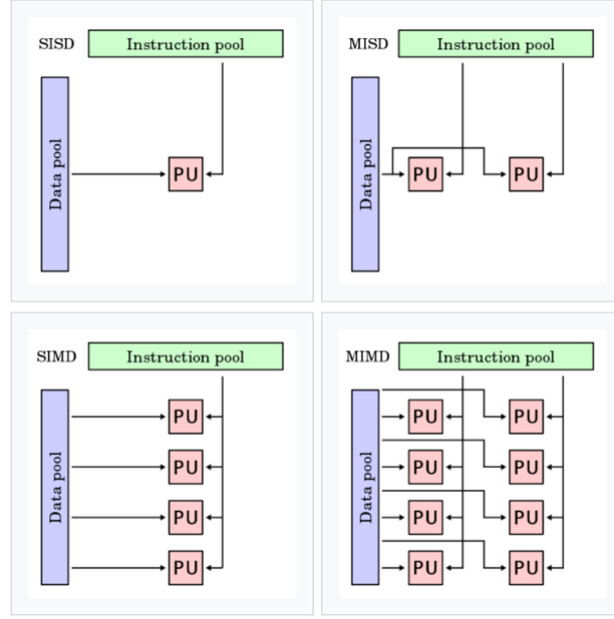 SISD Instruction pool
Data pool
PU
MISD Instruction pool
Data pool
PU PU
SIMD Instruction pool
Data pool
PU
PU
PU
PU
MIMD Instruction pool
Data pool
PU PU
PU PU
PU PU
PU PU